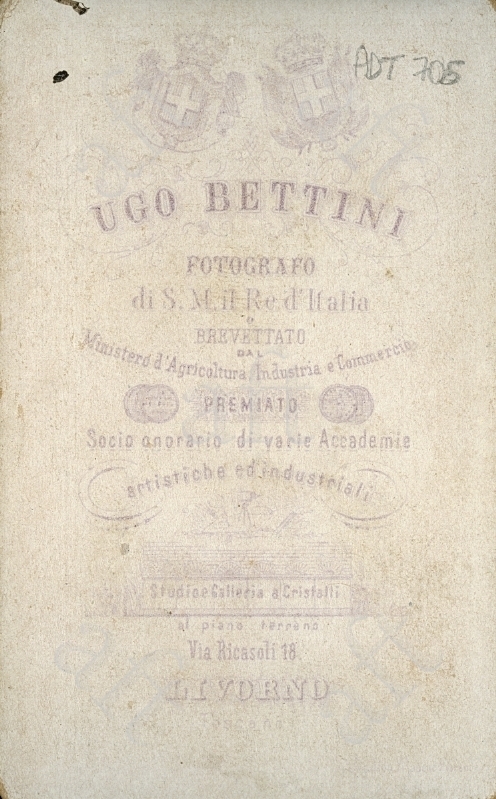 ADT 705
UGO BETTINI
FOTOGRAFO
di S. M. il Re d'Italia
e
BREVETTATO
DAL
Ministero d'Agricoltura, Industria e Commercio
PREMIATO
Socio onorario di varie Accademie
artistiche ed industriali
Studio e Galleria a Cristalli
al piano terreno
Via Ricasoli 18.
LIVORNO